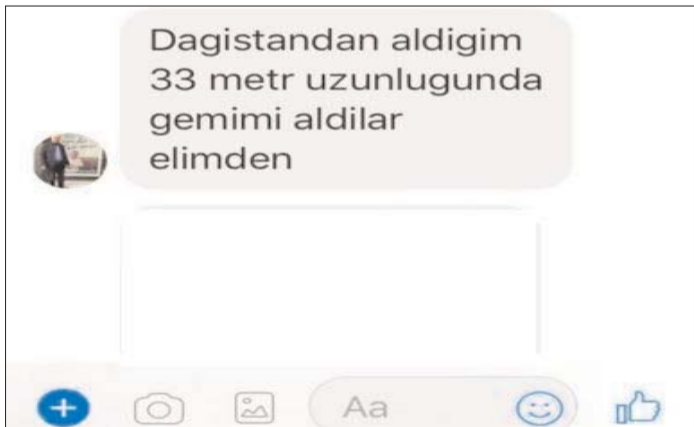 Dagistandan aldigim
33 metr uzunlugunda
gemimi aldilar
elimden
Aa